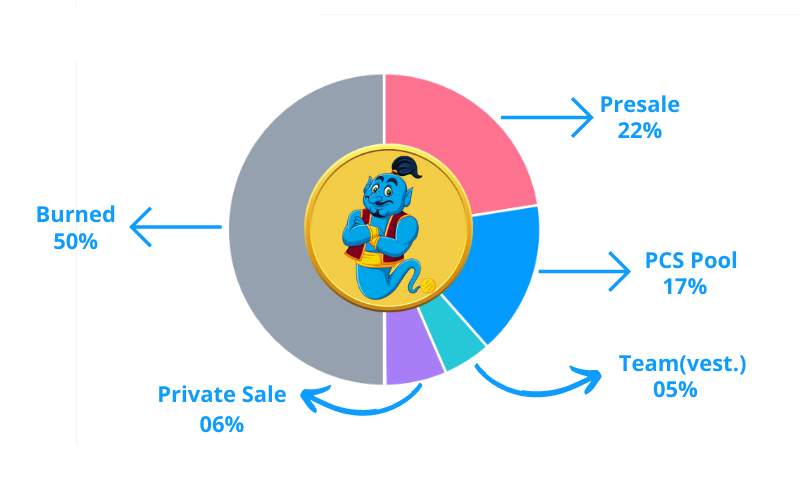 Presale
22%
Burned
50%
PCS Pool
17%
Team(vest.)
05%
Private Sale
06%